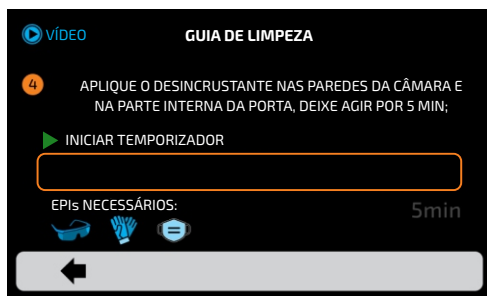 VÍDEO
GUIA DE LIMPEZA
4
APLIQUE O DESINCRUSTANTE NAS PAREDES DA CÂMARA E
NA PARTE INTERNA DA PORTA, DEIXE AGIR POR 5 MIN;
INICIAR TEMPORIZADOR
EPIs NECESSÁRIOS:
5min